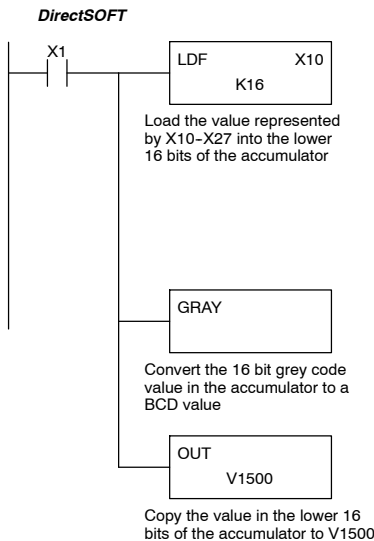 DirectSOFT
X1
LDF X10
K16
Load the value represented
by X10-X27 into the lower
16 bits of the accumulator
GRAY
Convert the 16 bit grey code
value in the accumulator to a
BCD value
OUT
V1500
Copy the value in the lower 16
bits of the accumulator to V1500